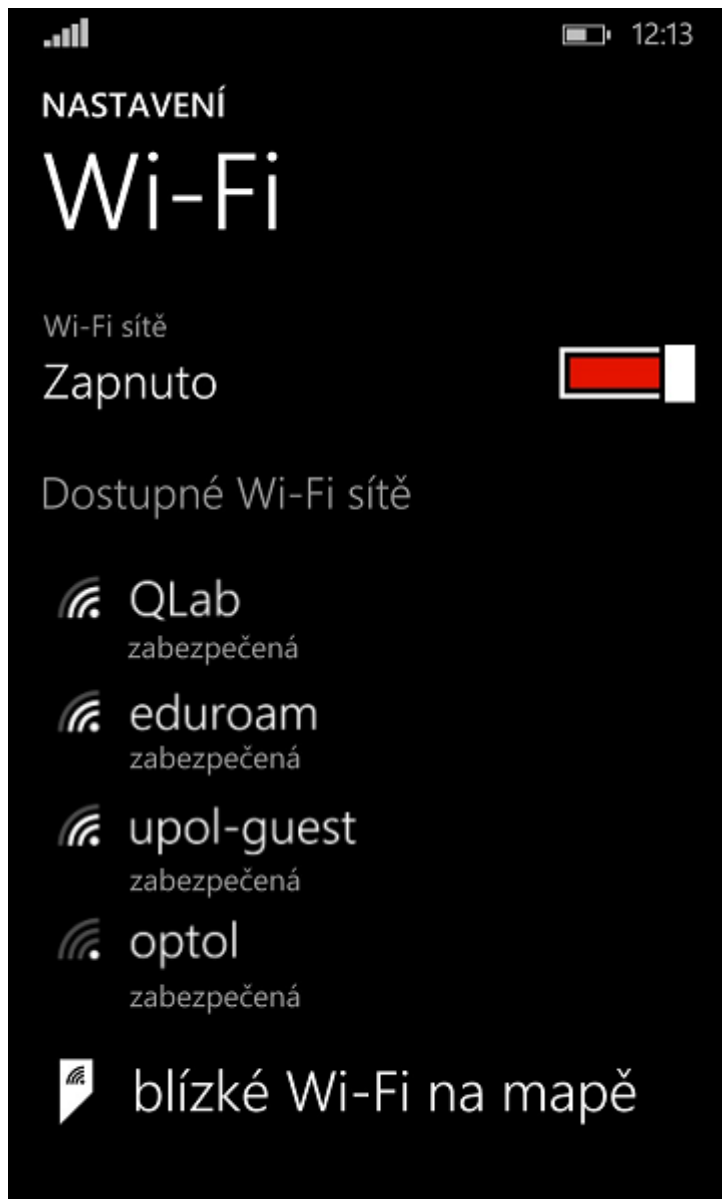 12:13
NASTAVENÍ
Wi-Fi
Wi-Fi sítě
Zapnuto
Dostupné Wi-Fi sítě
QLab
zabezpečená
eduroam
zabezpečená
upol-guest
zabezpečená
optol
zabezpečená
blízké Wi-Fi na mapě